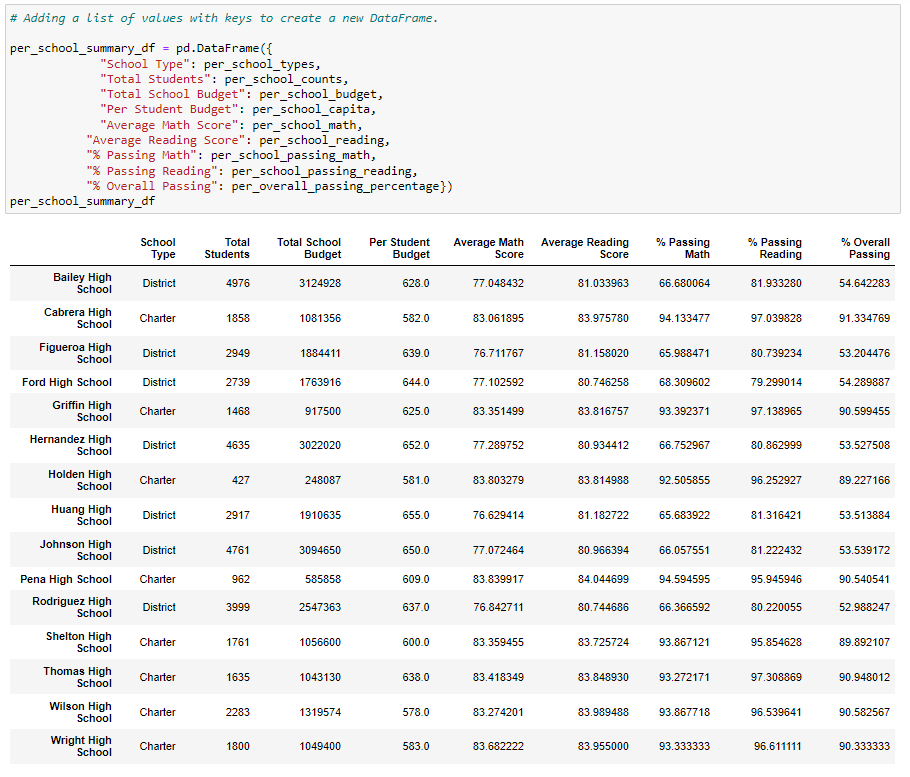 # Adding a list of values with keys to create a new DataFrame.
per_school_summary_df = pd.DataFrame({
"School Type": per_school_types,
"Total Students": per_school_counts,
"Total School Budget": per_school_budget,
"Per Student Budget": per_school_capita,
"Average Math Score": per_school_math,
"Average Reading Score": per_school_reading,
"% Passing Math": per_school_passing_math,
"% Passing Reading": per_school_passing_reading,
"% Overall Passing": per_overall_passing_percentage})
per_school_summary_df
School Type Total Students Total School Budget Per Student Budget Average Math Score Average Reading Score % Passing Math % Passing Reading % Overall Passing
Bailey High School District 4976 3124928 628.0 77.048432 81.033963 66.680064 81.933280 54.642283
Cabrera High School Charter 1858 1081356 582.0 83.061895 83.975780 94.133477 97.039828 91.334769
Figueroa High School District 2949 1884411 639.0 76.711767 81.158020 65.988471 80.739234 53.204476
Ford High School District 2739 1763916 644.0 77.102592 80.746258 68.309602 79.299014 54.289887
Griffin High School Charter 1468 917500 625.0 83.351499 83.816757 93.392371 97.138965 90.599455
Hernandez High School District 4635 3022020 652.0 77.289752 80.934412 66.752967 80.862999 53.527508
Holden High School Charter 427 248087 581.0 83.803279 83.814988 92.505855 96.252927 89.227166
Huang High School District 2917 1910635 655.0 76.629414 81.182722 65.683922 81.316421 53.513884
Johnson High School District 4761 3094650 650.0 77.072464 80.966394 66.057551 81.222432 53.539172
Pena High School Charter 962 585858 609.0 83.839917 84.044699 94.594595 95.945946 90.540541
Rodriguez High School District 3999 2547363 637.0 76.842711 80.744686 66.366592 80.220055 52.988247
Shelton High School Charter 1761 1056600 600.0 83.359455 83.725724 93.867121 95.854628 89.892107
Thomas High School Charter 1635 1043130 638.0 83.418349 83.848930 93.272171 97.308869 90.948012
Wilson High School Charter 2283 1319574 578.0 83.274201 83.989488 93.867718 96.539641 90.582567
Wright High School Charter 1800 1049400 583.0 83.682222 83.955000 93.333333 96.611111 90.333333